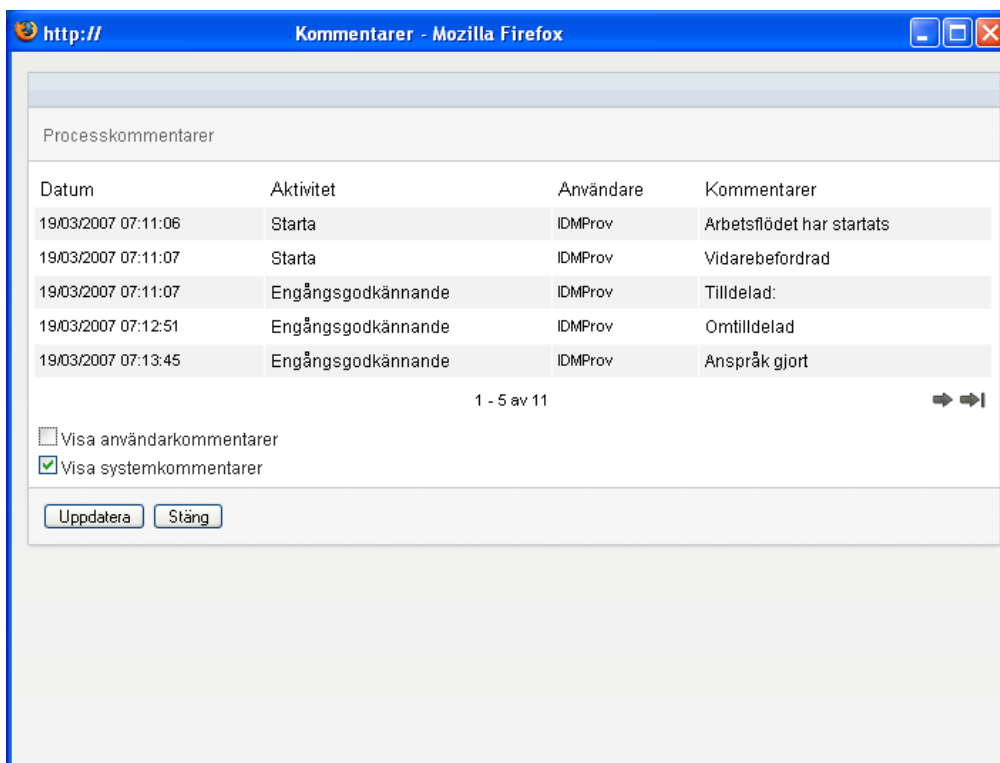 http:// Kommentarer - Mozilla Firefox
Processkommentarer
Datum Aktivitet Användare Kommentarer
19/03/2007 07:11:06 Starta IDMProv Arbetsflödet har startats
19/03/2007 07:11:07 Starta IDMProv Vidarebefordrad
19/03/2007 07:11:07 Engångsgodkännande IDMProv Tilldelad:
19/03/2007 07:12:51 Engångsgodkännande IDMProv Omtilldelad
19/03/2007 07:13:45 Engångsgodkännande IDMProv Anspråk gjort
1 - 5 av 11
Visa användarkommentarer
Visa systemkommentarer
Uppdatera Stäng